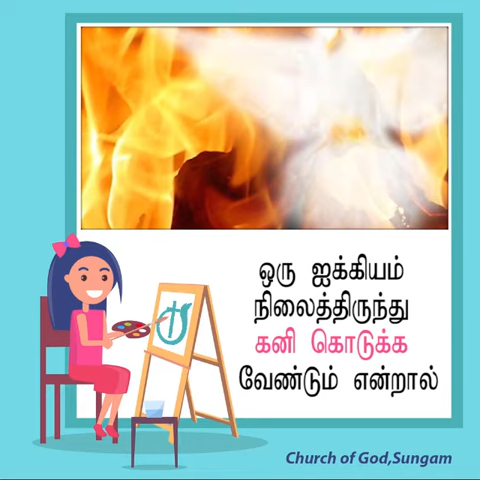 ஒரு ஐக்கியம்
நிலைத்திருந்து
கனி கொடுக்க
வேண்டும் என்றால்
Church of God,Sungam